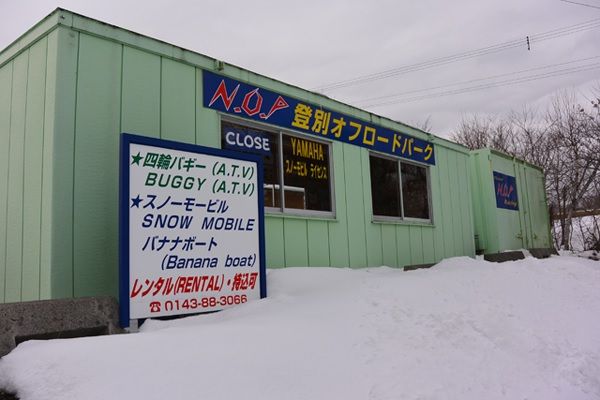 N.O.P 登別オフロードパーク
CLOSE
YAMAHA
スノーモビル ライセンス
★四輪バギー (A.T.V)
BUGGY (A.T.V)
★スノーモービル
SNOW MOBILE
バナナボート
(Banana boat)
レンタル(RENTAL)・持込可
☎0143-88-3066
N.O.P